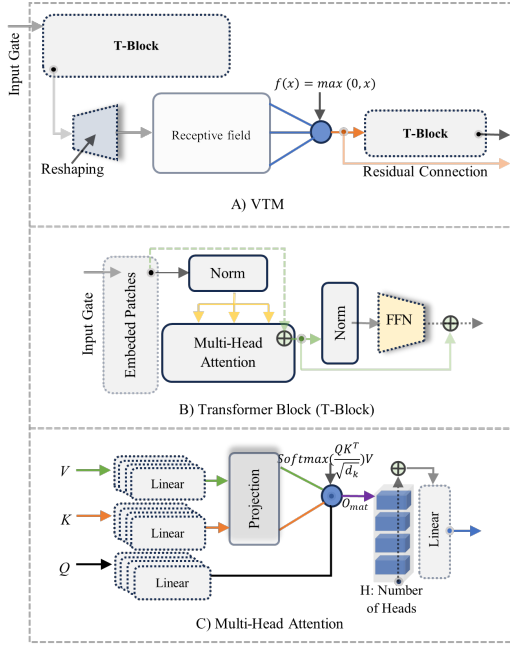 Input Gate
T-Block
f(x) = max (0, x)
Receptive field
T-Block
Reshaping
Residual Connection
A) VTM
Input Gate
Embeded Patches
Norm
Multi-Head
Attention
Norm
FFN
B) Transformer Block (T-Block)
Softmax(QK^T/√d_k)V
V
Linear
K
Linear
Q
Linear
Projection
O_mat
Linear
H: Number
of Heads
C) Multi-Head Attention